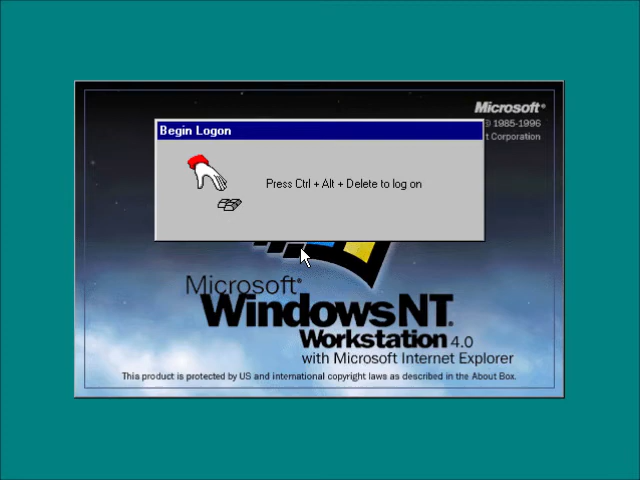 Microsoft®
© 1985-1996
t Corporation
Begin Logon
Press Ctrl + Alt + Delete to log on
Microsoft®
WindowsNT®
Workstation 4.0
with Microsoft Internet Explorer
This product is protected by US and international copyright laws as described in the About Box.